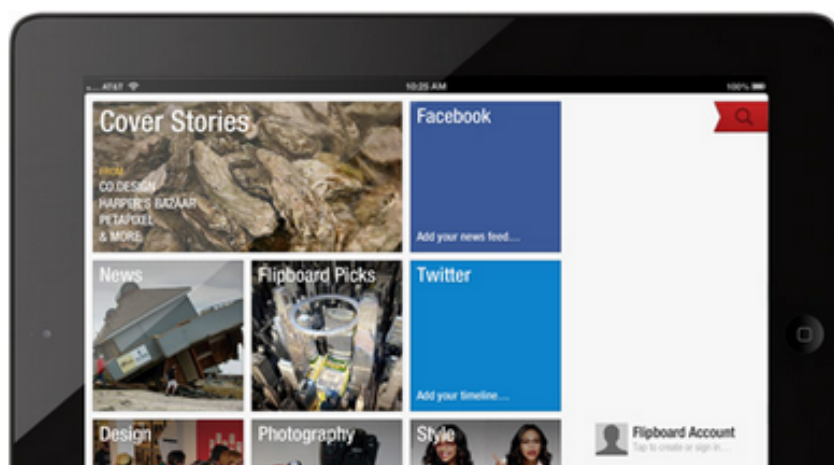 AT&T
10:25 AM
100%
Cover Stories
FROM
CO.DESIGN
HARPER'S BAZAAR
PETAPIXEL
& MORE
Facebook
Add your news feed....
News
Flipboard Picks
Twitter
Add your timeline....
Design
Photography
Style
Flipboard Account
Tap to create or sign in....